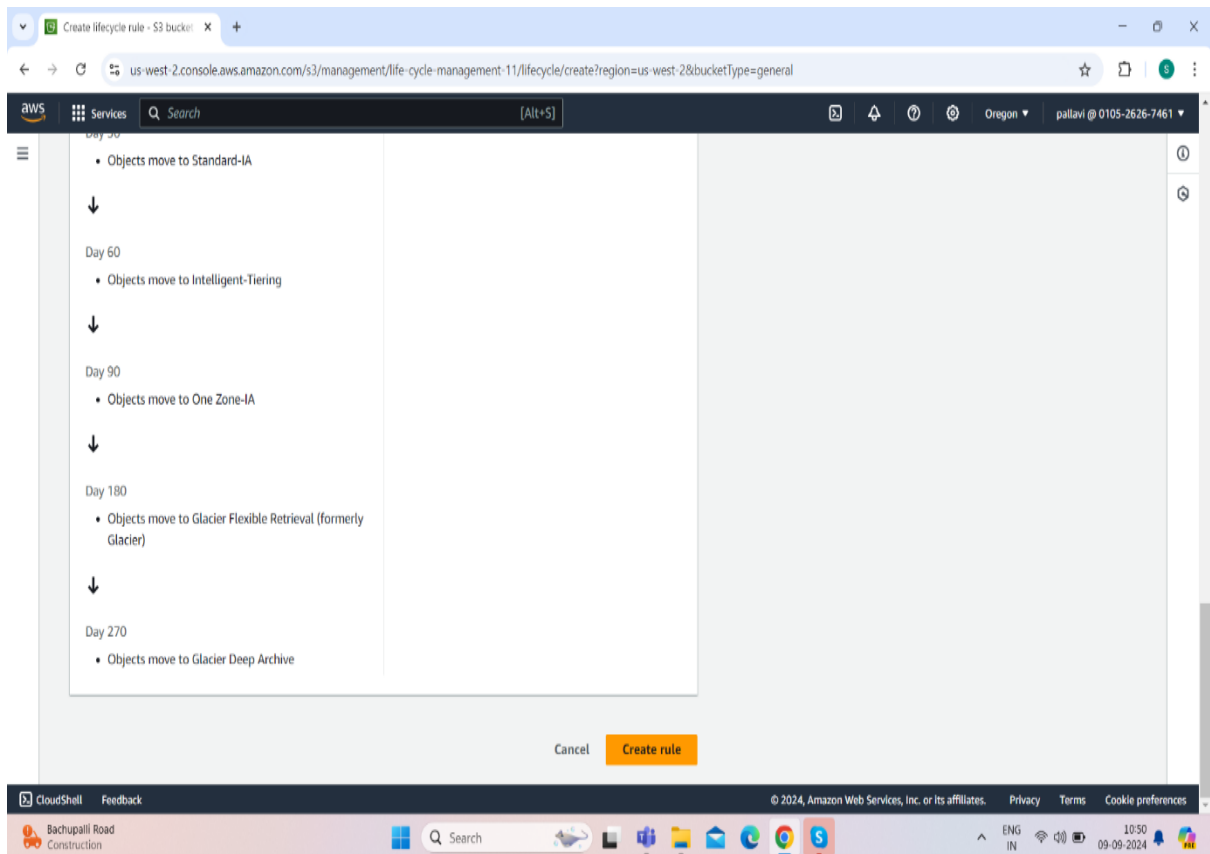 Create lifecycle rule - S3 bucket
us-west-2.console.aws.amazon.com/s3/management/life-cycle-management-11/lifecycle/create?region=us-west-2&bucketType=general
S
aws
Services
Search
[Alt+S]
Oregon
pallavi @ 0105-2626-7461
• Objects move to Standard-IA
Day 60
• Objects move to Intelligent-Tiering
Day 90
• Objects move to One Zone-IA
Day 180
• Objects move to Glacier Flexible Retrieval (formerly
Glacier)
Day 270
• Objects move to Glacier Deep Archive
Cancel
Create rule
CloudShell Feedback
© 2024, Amazon Web Services, Inc. or its affiliates. Privacy Terms Cookie preferences
Bachupalli Road
Construction
Search
S
ENG
IN
10:50
09-09-2024
PRE